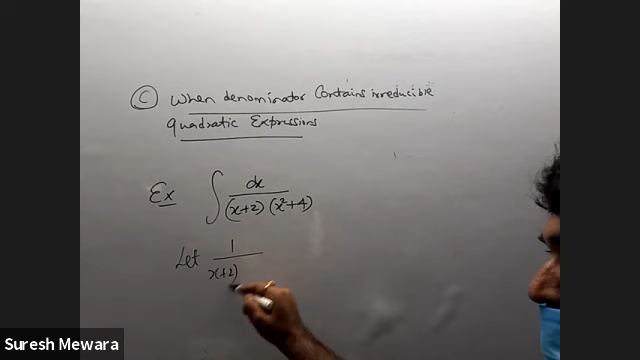 Ⓒ When denominator Contains irreducible
Quadratic Expressions
Ex ∫ dx / (x+2) (x²+4)
Let 1 / x(+2)
Suresh Mewara